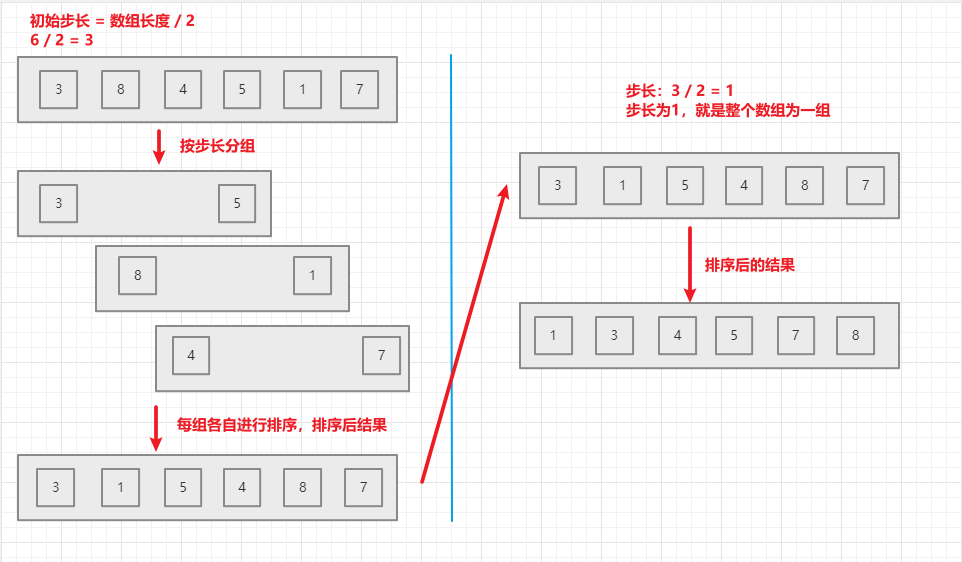 初始步长 = 数组长度 / 2
6 / 2 = 3
3 8 4 5 1 7
按步长分组
3 5
8 1
4 7
每组各自进行排序，排序后结果
3 1 5 4 8 7
步长：3 / 2 = 1
步长为1，就是整个数组为一组
3 1 5 4 8 7
排序后的结果
1 3 4 5 7 8